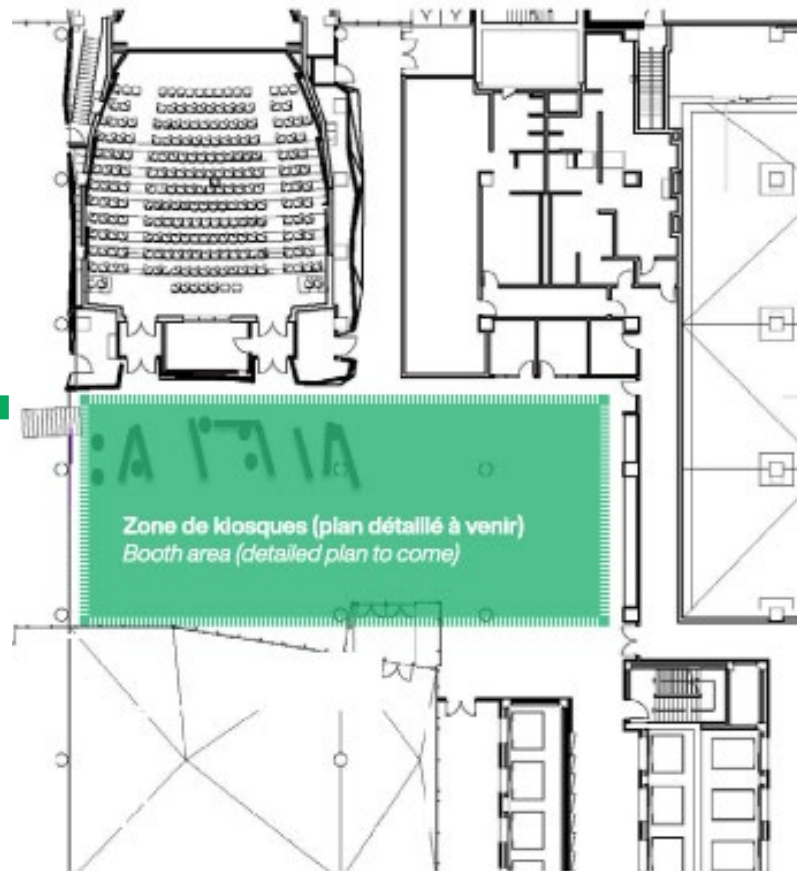 Zone de kiosques (plan détaillé à venir)
Booth area (detailed plan to come)